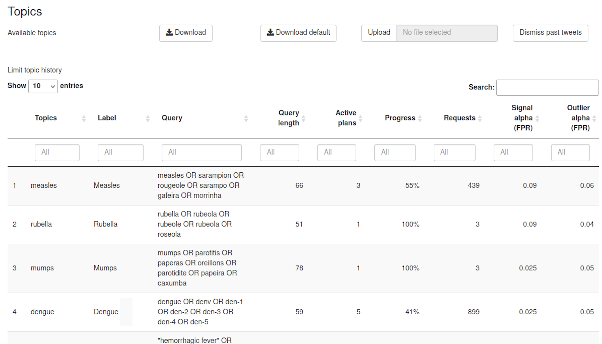 Topics
Available topics Download Download default Upload No file selected Dismiss past tweets
Limit topic history
Show 10 entries Search:
Topics Label Query Query length Active plans Progress Requests Signal alpha (FPR) Outlier alpha (FPR)
All All All All All All All All All
1 measles Measles measles OR sarampion OR
rougeole OR sarampo OR
galeira OR morrinha 66 3 55% 439 0.09 0.06
2 rubella Rubella rubella OR rubeola OR
rubeole OR rubeola OR
roseola 51 1 100% 3 0.09 0.04
3 mumps Mumps mumps OR parotitis OR
paperas OR oreillons OR
parotidite OR papeira OR
caxumba 78 1 100% 3 0.025 0.05
4 dengue Dengue dengue OR denv OR den-1
OR den-2 OR den-3 OR
den-4 OR den-5 59 5 41% 899 0.025 0.05
"hemorrhagic fever" OR